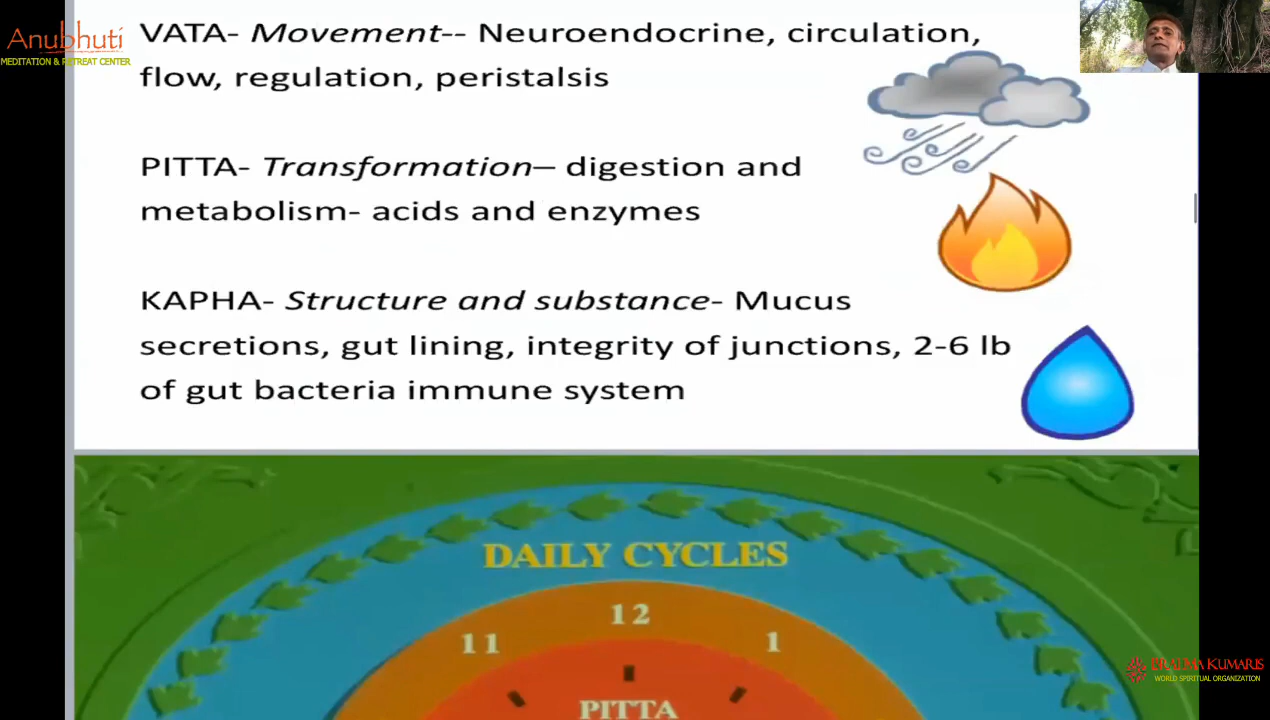 Anubhuti
MEDITATION & RETREAT CENTER
VATA- Movement-- Neuroendocrine, circulation,
flow, regulation, peristalsis
PITTA- Transformation– digestion and
metabolism- acids and enzymes
KAPHA- Structure and substance- Mucus
secretions, gut lining, integrity of junctions, 2-6 lb
of gut bacteria immune system
DAILY CYCLES
11 12 1
PITTA
BRAHMA KUMARIS
WORLD SPIRITUAL ORGANIZATION